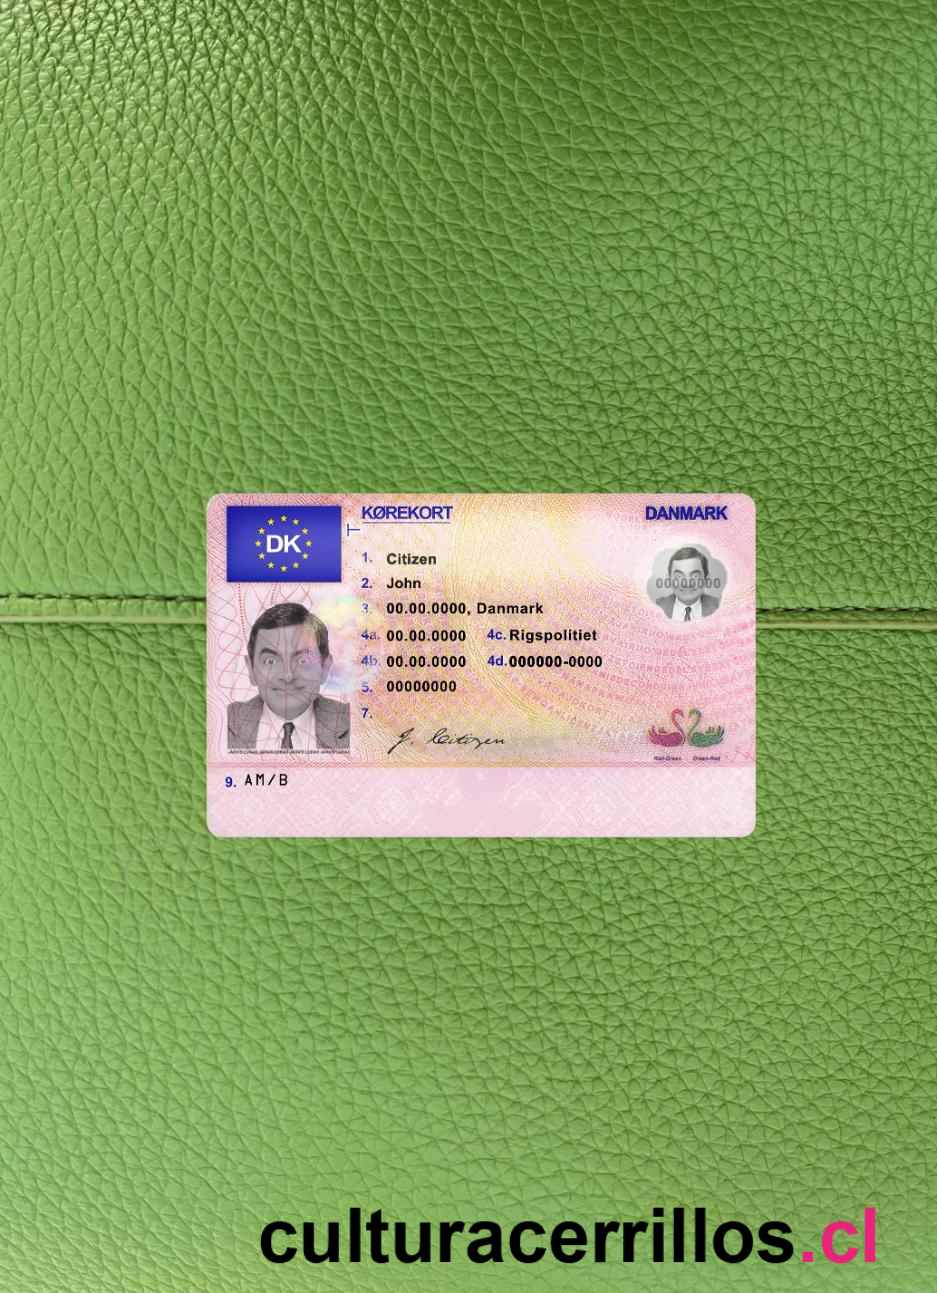 KØREKORT DANMARK
DK
1. Citizen
2. John
3. 00.00.0000, Danmark
4a. 00.00.0000 4c. Rigspolitiet
4b. 00.00.0000 4d. 000000-0000
5. 00000000
7.
J. Citizen
00000000
Red-Green Green-Red
9. AM/B
culturacerrillos.cl